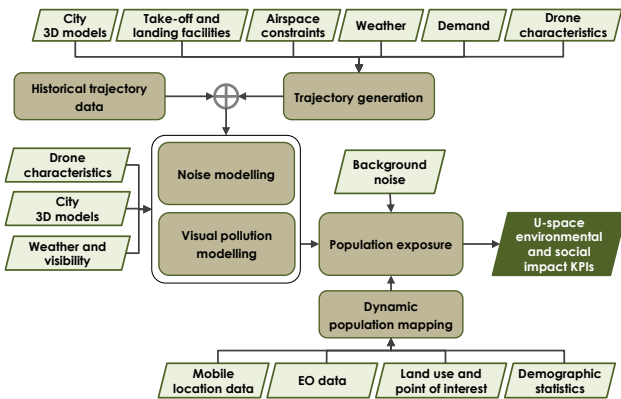 City
3D models
Take-off and
landing facilities
Airspace
constraints
Weather
Demand
Drone
characteristics
Historical trajectory
data
Trajectory generation
Drone
characteristics
City
3D models
Weather and
visibility
Noise modelling
Visual pollution
modelling
Background
noise
Population exposure
U-space
environmental
and social
impact KPIs
Dynamic
population mapping
Mobile
location data
EO data
Land use and
point of interest
Demographic
statistics